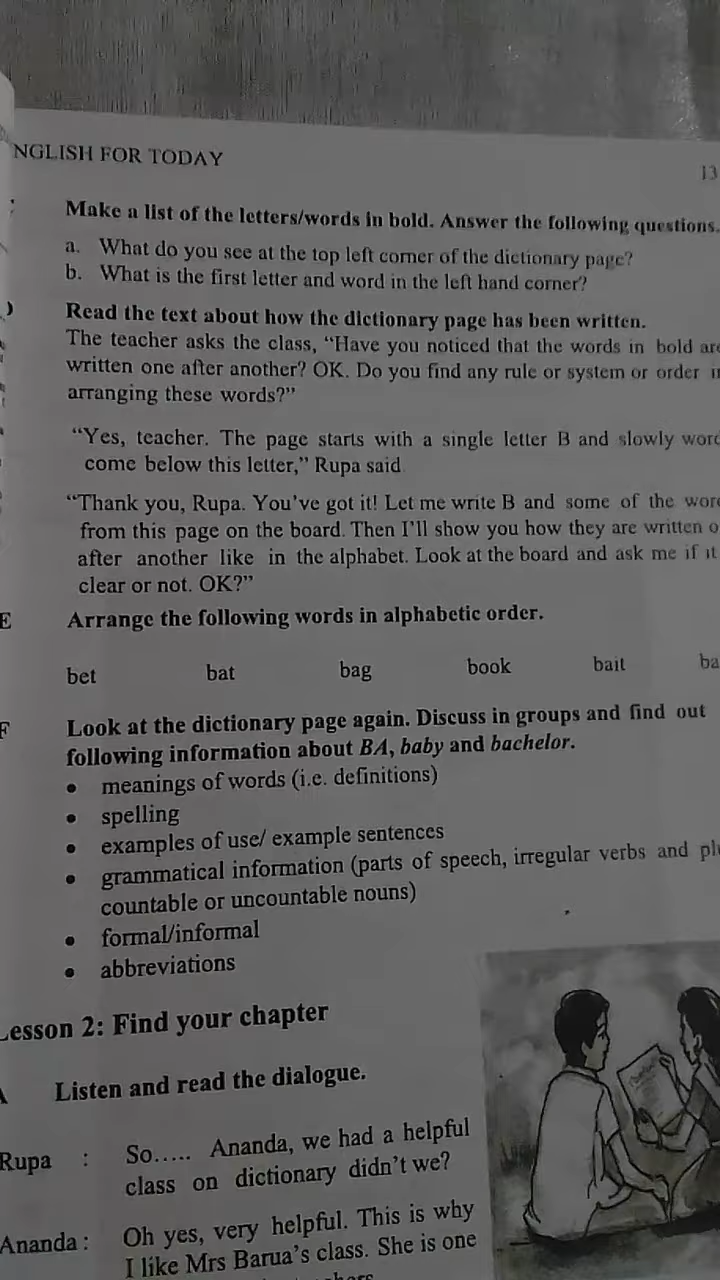 NGLISH FOR TODAY
13
Make a list of the letters/words in bold. Answer the following questions.
a. What do you see at the top left corner of the dictionary page?
b. What is the first letter and word in the left hand corner?
Read the text about how the dictionary page has been written.
The teacher asks the class, “Have you noticed that the words in bold are
written one after another? OK. Do you find any rule or system or order
arranging these words?”
“Yes, teacher. The page starts with a single letter B and slowly
come below this letter,” Rupa said
“Thank you, Rupa. You’ve got it! Let me write B and some of the
from this page on the board. Then I’ll show you how they are written
after another like in the alphabet. Look at the board and ask me if it
clear or not. OK?”
E Arrange the following words in alphabetic order.
bet bat bag book bait
F Look at the dictionary page again. Discuss in groups and find out
following information about BA, baby and bachelor.
• meanings of words (i.e. definitions)
• spelling
• examples of use/ example sentences
• grammatical information (parts of speech, irregular verbs and
countable or uncountable nouns)
• formal/informal
• abbreviations
Lesson 2: Find your chapter
A Listen and read the dialogue.
Rupa : So..... Ananda, we had a helpful
class on dictionary didn’t we?
Ananda : Oh yes, very helpful. This is why
I like Mrs Barua’s class. She is one